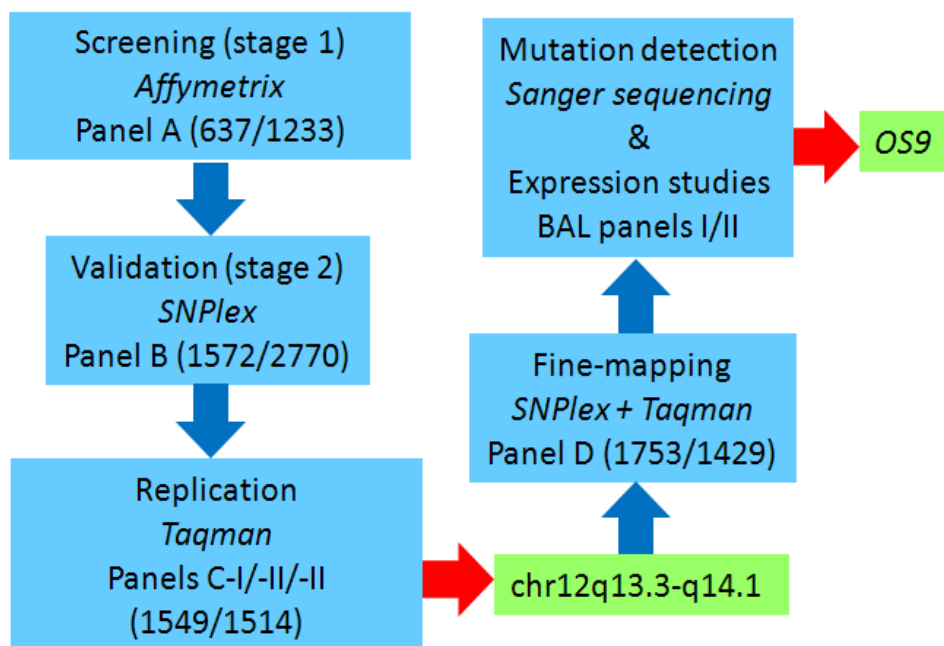 Screening (stage 1)
Affymetrix
Panel A (637/1233)
Validation (stage 2)
SNPlex
Panel B (1572/2770)
Replication
Taqman
Panels C-I/-II/-II
(1549/1514)
chr12q13.3-q14.1
Fine-mapping
SNPlex + Taqman
Panel D (1753/1429)
Mutation detection
Sanger sequencing
&
Expression studies
BAL panels I/II
OS9